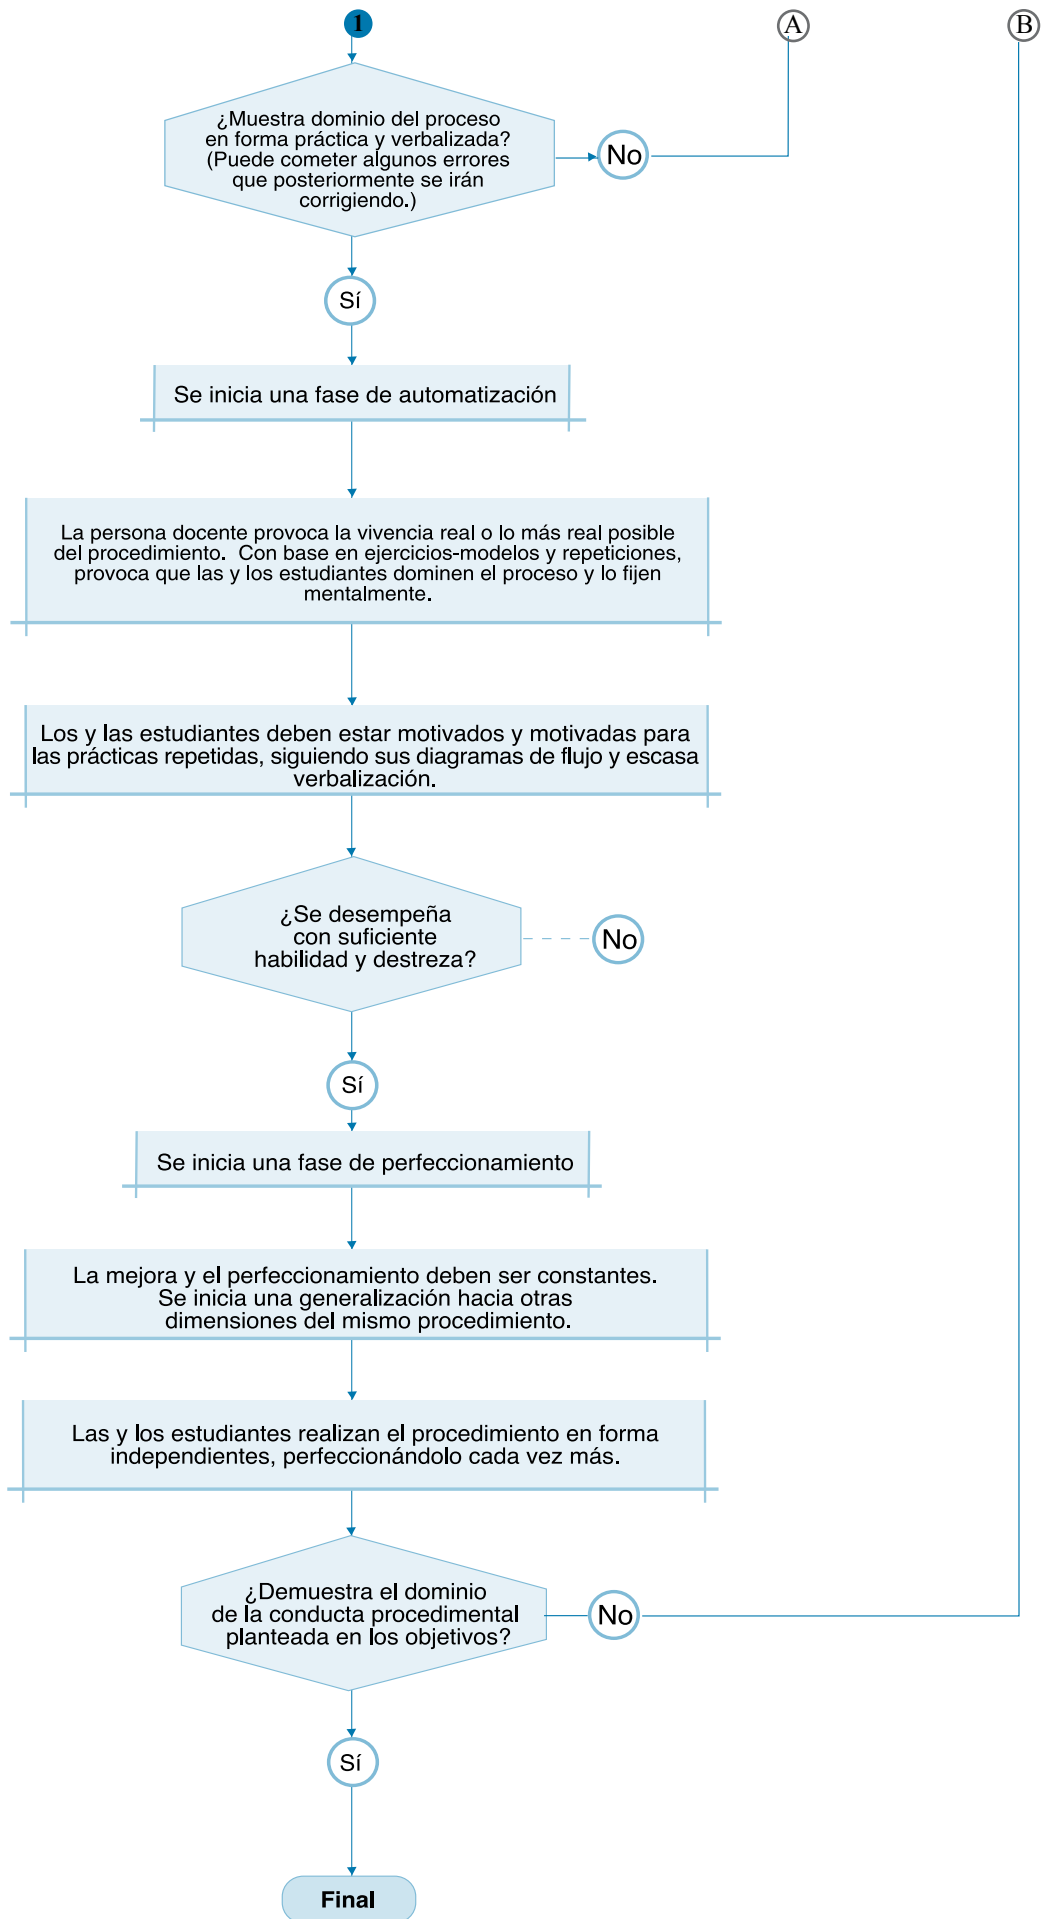 1
A
B
¿Muestra dominio del proceso
en forma práctica y verbalizada?
(Puede cometer algunos errores
que posteriormente se irán
corrigiendo.)
No
Sí
Se inicia una fase de automatización
La persona docente provoca la vivencia real o lo más real posible
del procedimiento. Con base en ejercicios-modelos y repeticiones,
provoca que las y los estudiantes dominen el proceso y lo fijen
mentalmente.
Los y las estudiantes deben estar motivados y motivadas para
las prácticas repetidas, siguiendo sus diagramas de flujo y escasa
verbalización.
¿Se desempeña
con suficiente
habilidad y destreza?
No
Sí
Se inicia una fase de perfeccionamiento
La mejora y el perfeccionamiento deben ser constantes.
Se inicia una generalización hacia otras
dimensiones del mismo procedimiento.
Las y los estudiantes realizan el procedimiento en forma
independientes, perfeccionándolo cada vez más.
¿Demuestra el dominio
de la conducta procedimental
planteada en los objetivos?
No
Sí
Final